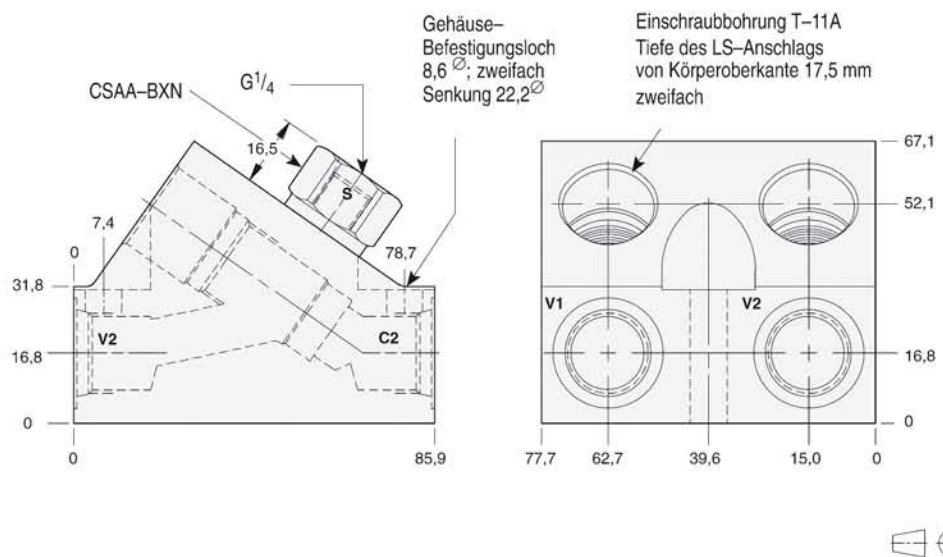 Gehäuse–
Befestigungsloch
8,6 ∅; zweifach
Senkung 22,2∅
Einschraubbohrung T–11A
Tiefe des LS–Anschlags
von Körperoberkante 17,5 mm
zweifach
CSAA–BXN
G1/4
16,5
S
7,4
0
78,7
31,8
V2
C2
16,8
0
0
85,9
67,1
52,1
V1
V2
16,8
0
77,7
62,7
39,6
15,0
0